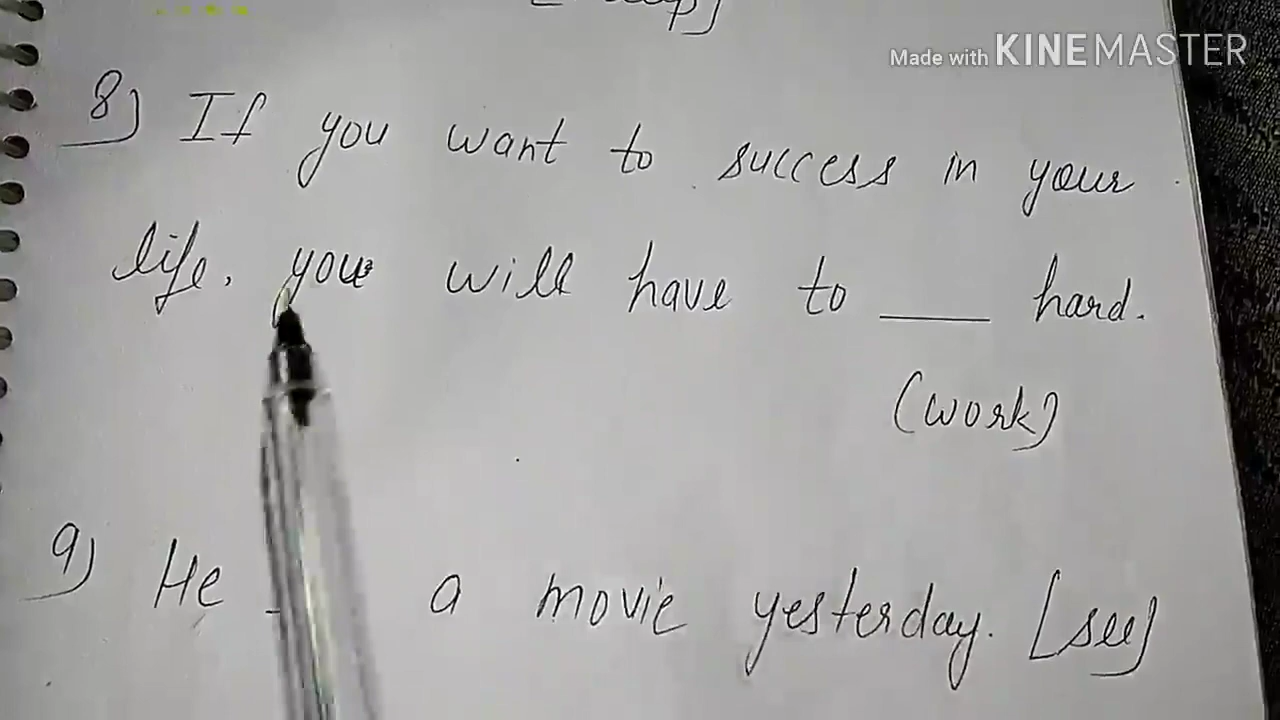 Made with KINEMASTER
8) If you want to success in your
life, you will have to ____ hard.
(work)
9) He _ a movie yesterday. [see]